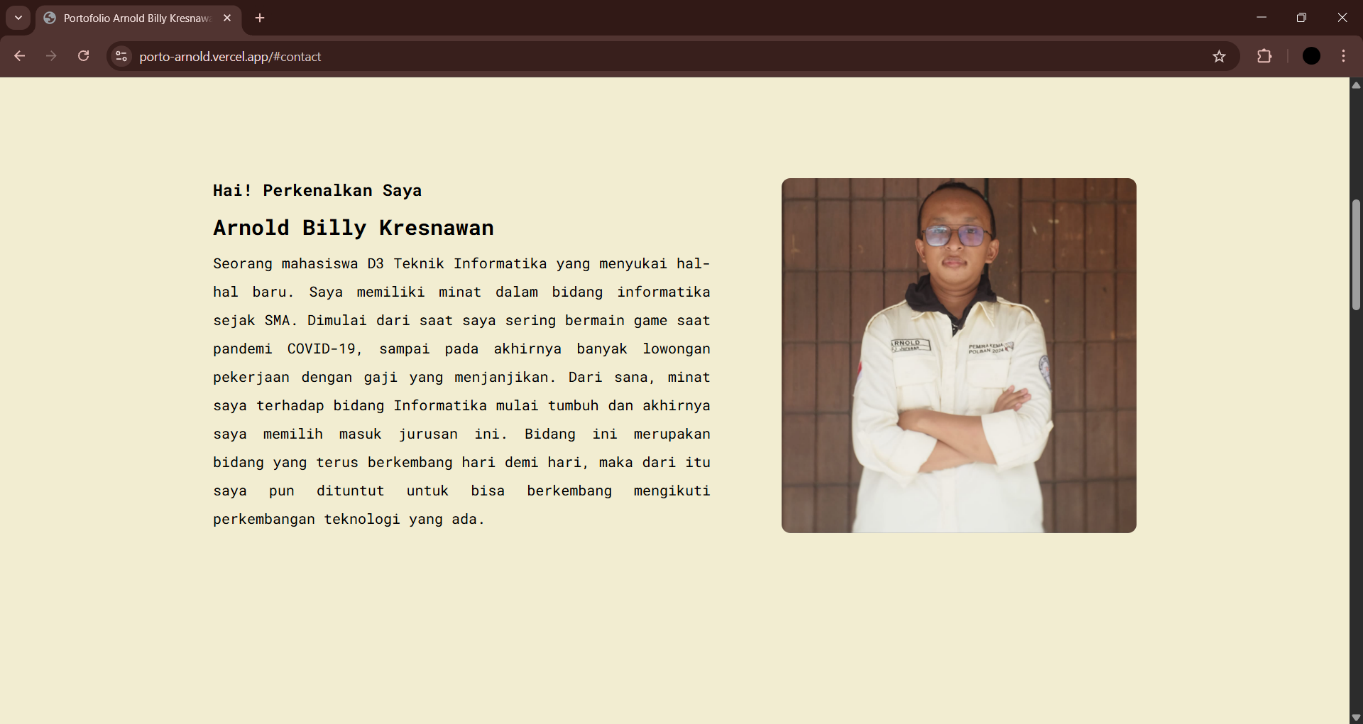 Portofolio Arnold Billy Kresnaw
porto-arnold.vercel.app/#contact
Hai! Perkenalkan Saya
Arnold Billy Kresnawan
Seorang mahasiswa D3 Teknik Informatika yang menyukai hal-
hal baru. Saya memiliki minat dalam bidang informatika
sejak SMA. Dimulai dari saat saya sering bermain game saat
pandemi COVID-19, sampai pada akhirnya banyak lowongan
pekerjaan dengan gaji yang menjanjikan. Dari sana, minat
saya terhadap bidang Informatika mulai tumbuh dan akhirnya
saya memilih masuk jurusan ini. Bidang ini merupakan
bidang yang terus berkembang hari demi hari, maka dari itu
saya pun dituntut untuk bisa berkembang mengikuti
perkembangan teknologi yang ada.
ARNOLD
POLBAN 2024